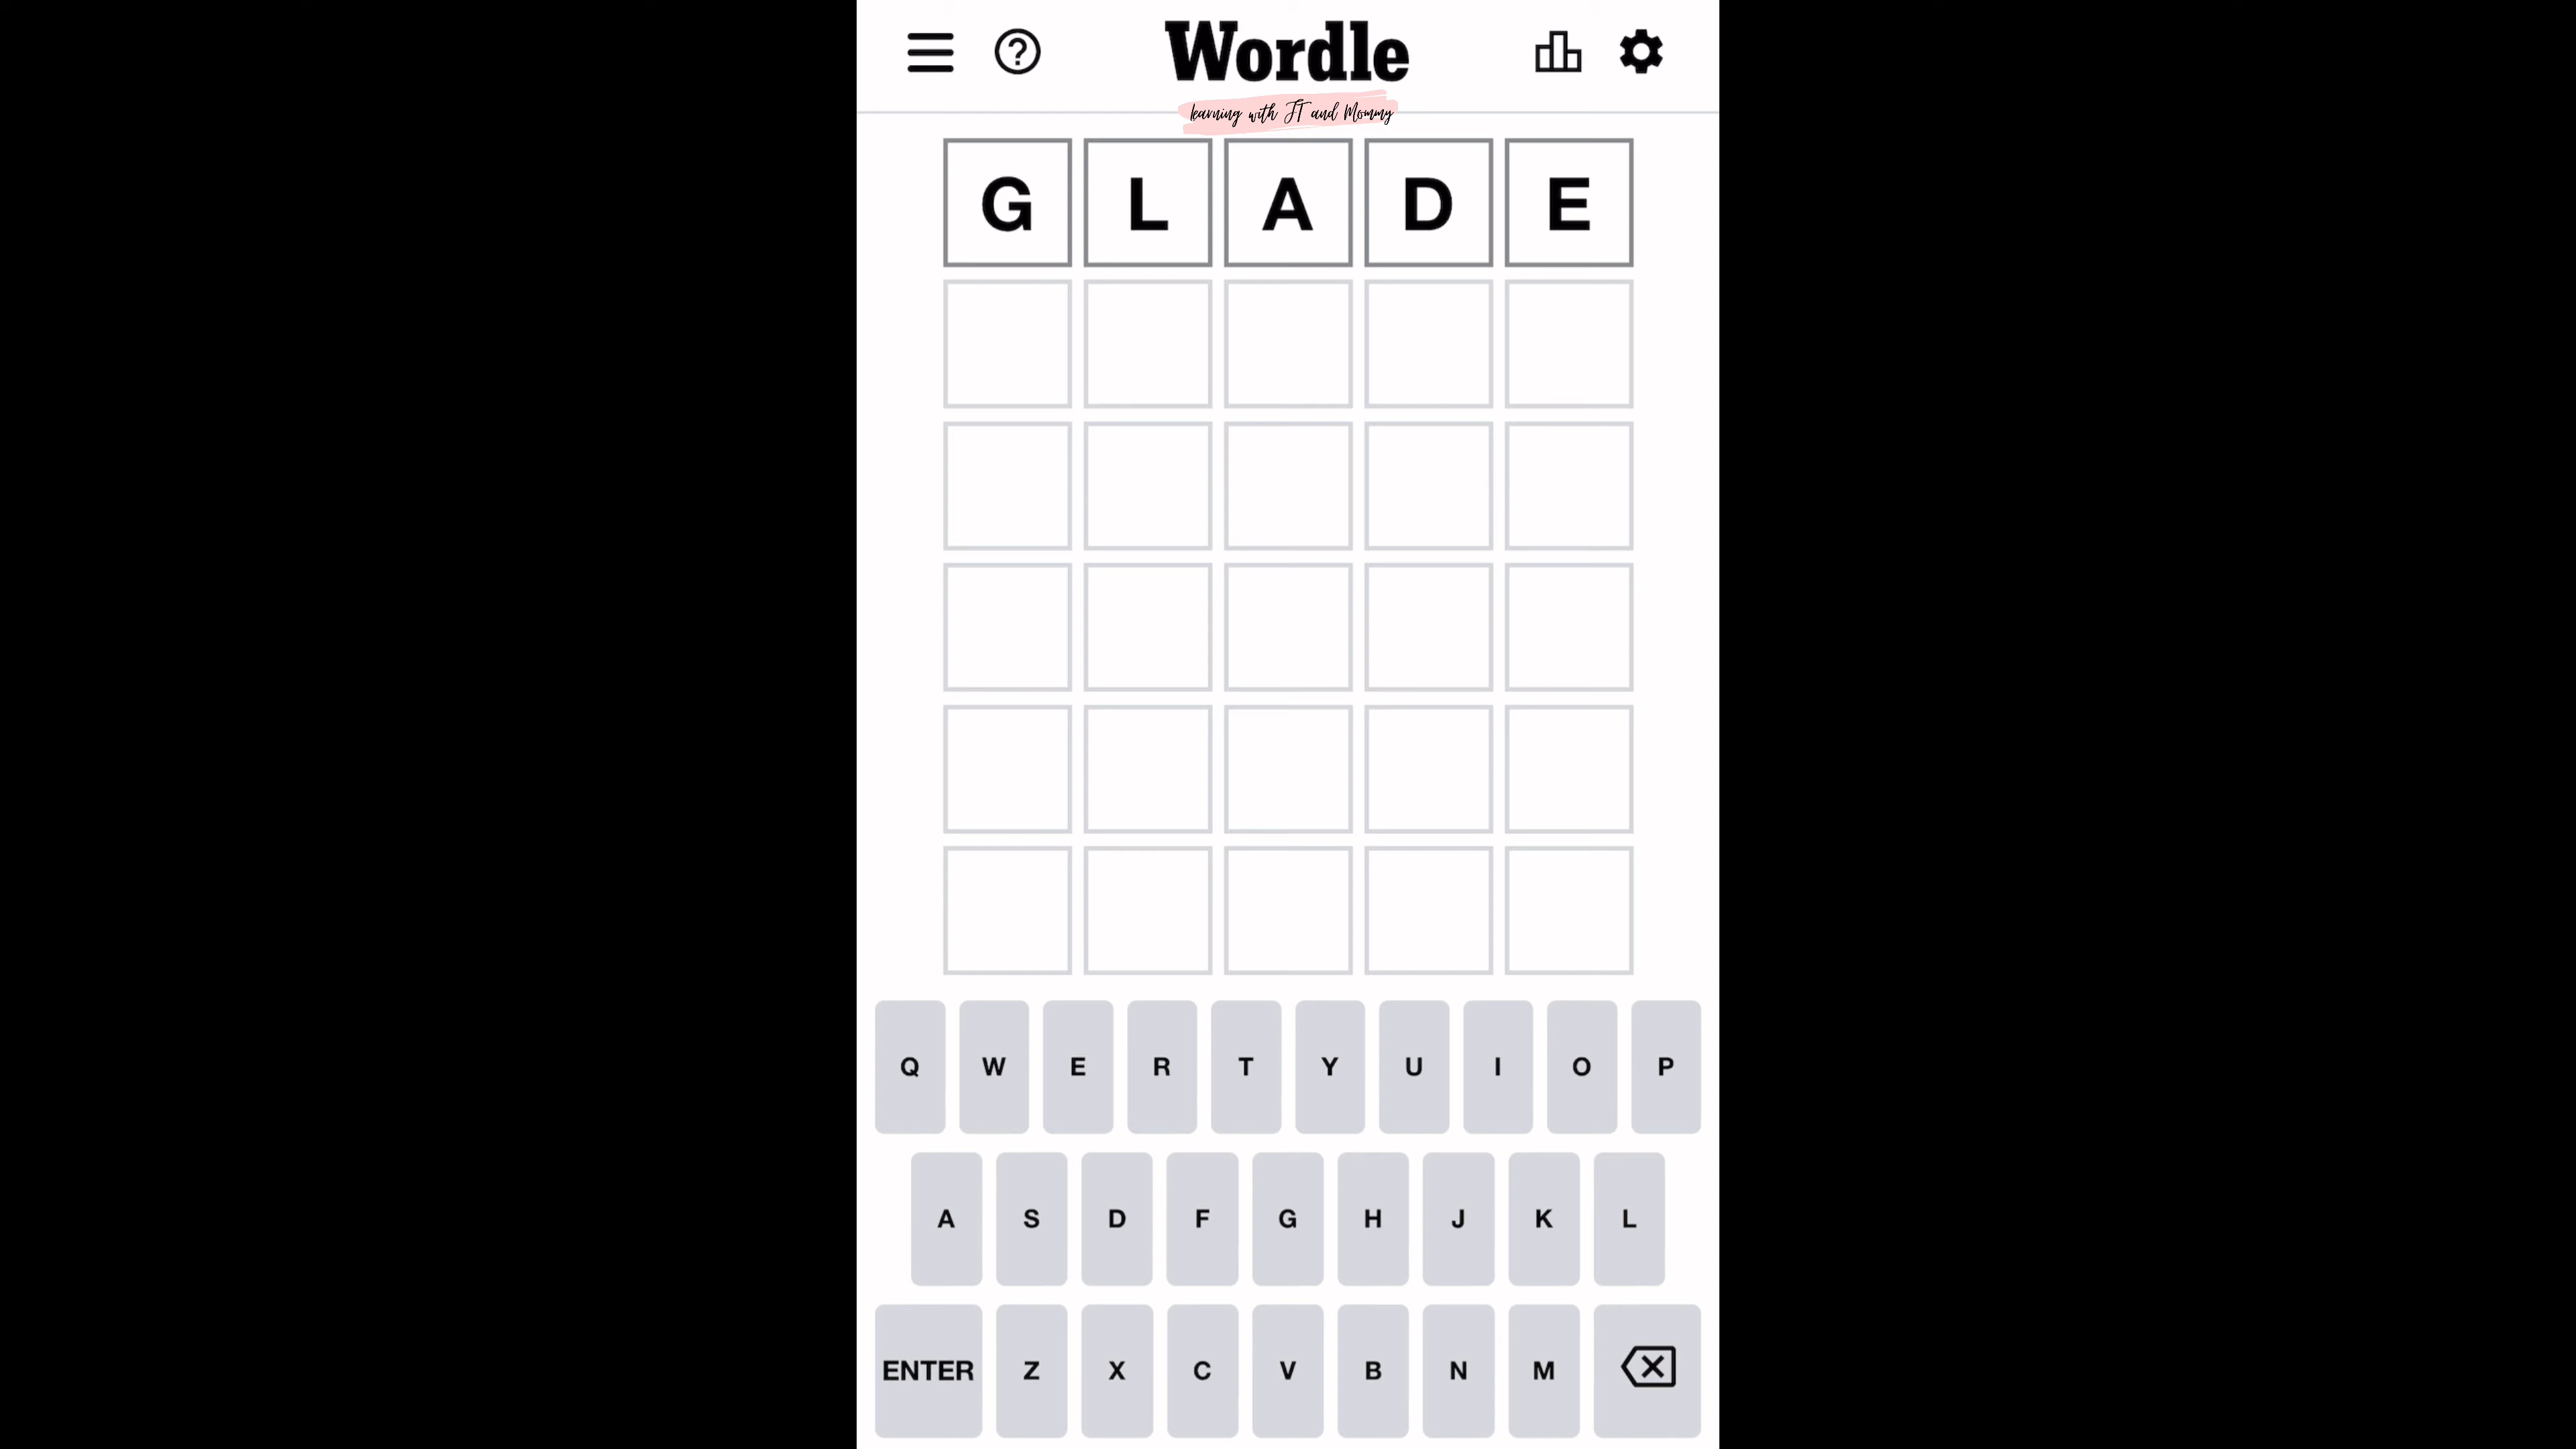 Wordle
learning with JT and Mommy
G L A D E
Q W E R T Y U I O P
A S D F G H J K L
ENTER Z X C V B N M